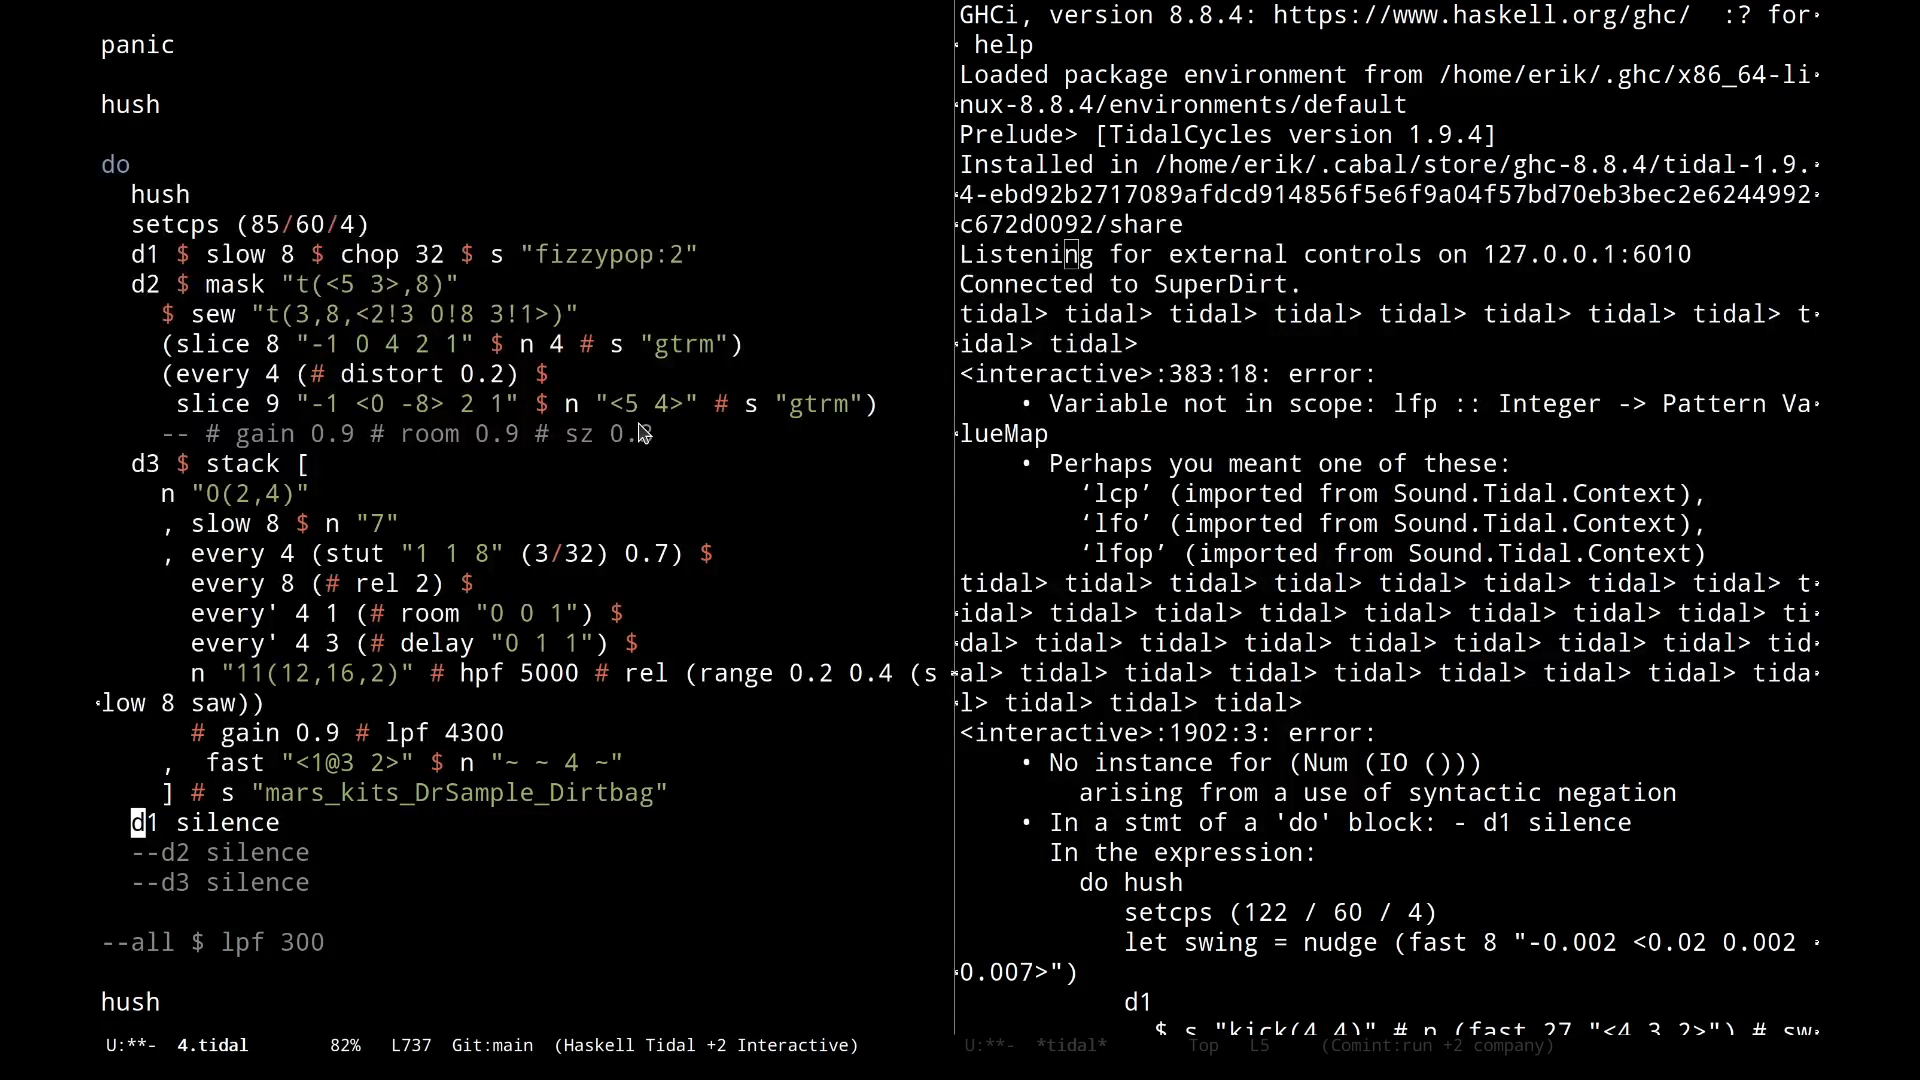 panic
hush
do
hush
setcps (85/60/4)
d1 $ slow 8 $ chop 32 $ s "fizzypop:2"
d2 $ mask "t(<5 3>,8)"
$ sew "t(3,8,<2!3 0!8 3!1>)"
(slice 8 "-1 0 4 2 1" $ n 4 # s "gtrm")
(every 4 (# distort 0.2) $
slice 9 "-1 <0 -8> 2 1" $ n "<5 4>" # s "gtrm")
-- # gain 0.9 # room 0.9 # sz
d3 $ stack [
n "0(2,4)"
, slow 8 $ n "7"
, every 4 (stut "1 1 8" (3/32) 0.7) $
every 8 (# rel 2) $
every' 4 1 (# room "0 0 1") $
every' 4 3 (# delay "0 1 1") $
n "11(12,16,2)" # hpf 5000 # rel (range 0.2 0.4 (s
low 8 saw))
# gain 0.9 # lpf 4300
, fast "<1@3 2>" $ n "~ ~ 4 ~"
] # s "mars_kits_DrSample_Dirtbag"
d1 silence
--d2 silence
--d3 silence
--all $ lpf 300
hush
U:**- 4.tidal 82% L737 Git:main (Haskell Tidal +2 Interactive)
GHCi, version 8.8.4: https://www.haskell.org/ghc/ :? for
help
Loaded package environment from /home/erik/.ghc/x86_64-li
nux-8.8.4/environments/default
Prelude> [TidalCycles version 1.9.4]
Installed in /home/erik/.cabal/store/ghc-8.8.4/tidal-1.9.
4-ebd92b2717089afdcd914856f5e6f9a04f57bd70eb3bec2e6244992
c672d0092/share
Listening for external controls on 127.0.0.1:6010
Connected to SuperDirt.
tidal> tidal> tidal> tidal> tidal> tidal> tidal> tidal> t
idal> tidal>
<interactive>:383:18: error:
• Variable not in scope: lfp :: Integer -> Pattern Va
lueMap
• Perhaps you meant one of these:
‘lcp’ (imported from Sound.Tidal.Context),
‘lfo’ (imported from Sound.Tidal.Context),
‘lfop’ (imported from Sound.Tidal.Context)
tidal> tidal> tidal> tidal> tidal> tidal> tidal> tidal> t
idal> tidal> tidal> tidal> tidal> tidal> tidal> tidal> ti
dal> tidal> tidal> tidal> tidal> tidal> tidal> tidal> tid
al> tidal> tidal> tidal> tidal> tidal> tidal> tidal> tida
l> tidal> tidal> tidal>
<interactive>:1902:3: error:
• No instance for (Num (IO ()))
arising from a use of syntactic negation
• In a stmt of a 'do' block: - d1 silence
In the expression:
do hush
setcps (122 / 60 / 4)
let swing = nudge (fast 8 "-0.002 <0.02 0.002
0.007>")
d1
$ s "kick(4,4)" # n (fast 27 "<4 3 2>") # sw
U:**- *tidal* Top L5 (Comint:run +2 company)